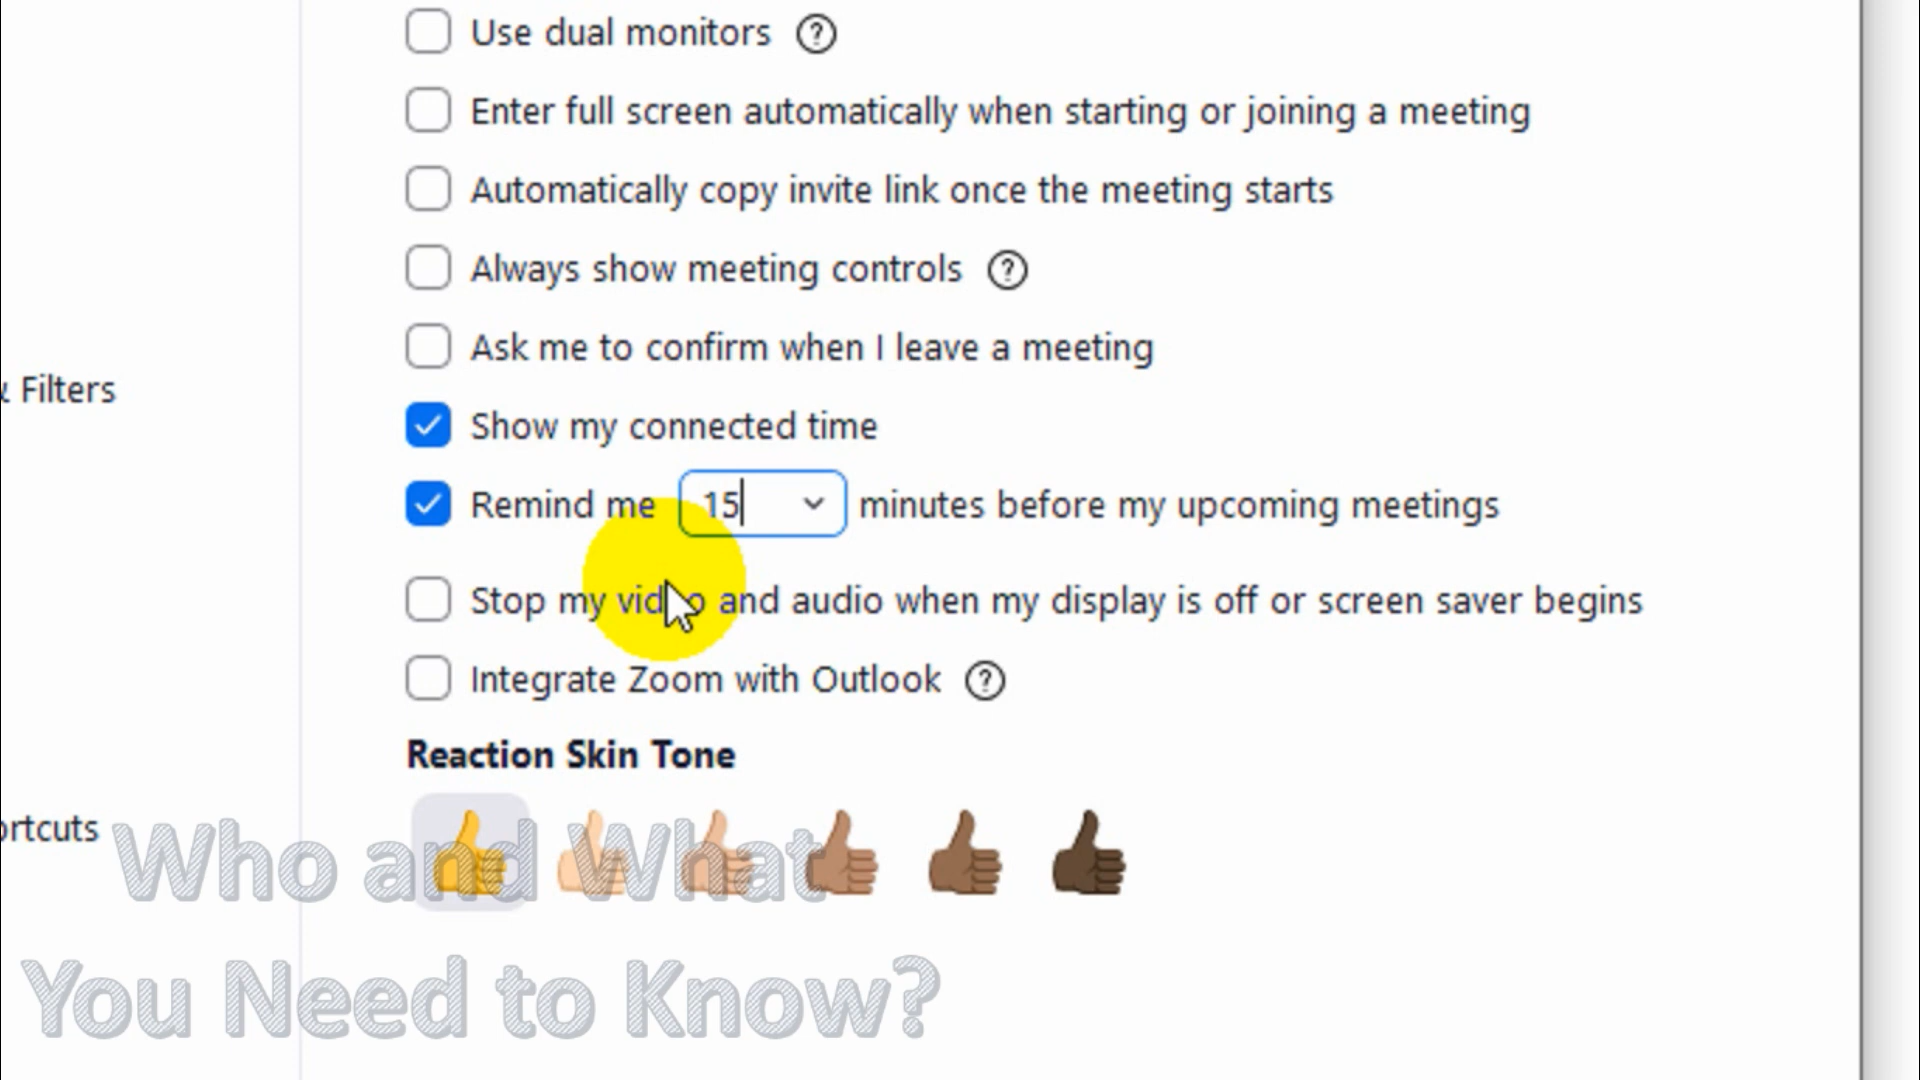 Use dual monitors ?
Enter full screen automatically when starting or joining a meeting
Automatically copy invite link once the meeting starts
Always show meeting controls ?
Ask me to confirm when I leave a meeting
& Filters
Show my connected time
Remind me 15 minutes before my upcoming meetings
Stop my video and audio when my display is off or screen saver begins
Integrate Zoom with Outlook ?
Reaction Skin Tone
ortcuts
Who and What
You Need to Know?